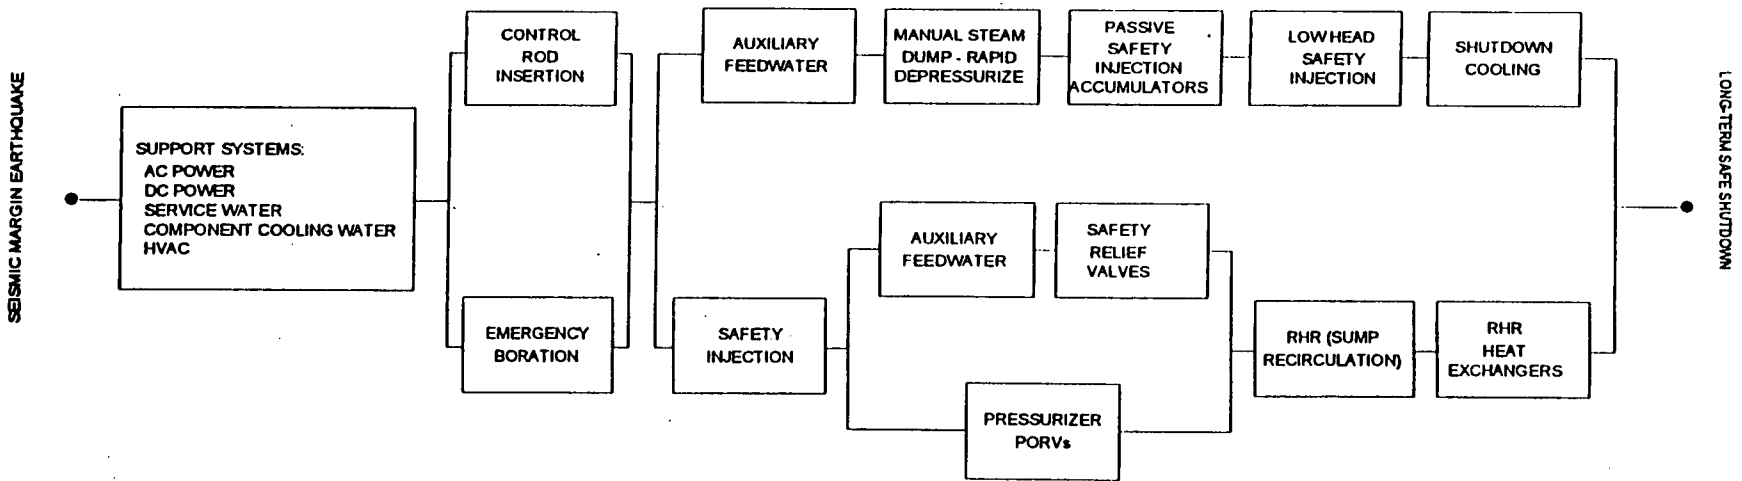 SEISMIC MARGIN EARTHQUAKE
SUPPORT SYSTEMS:
AC POWER
DC POWER
SERVICE WATER
COMPONENT COOLING WATER
HVAC
CONTROL
ROD
INSERTION
EMERGENCY
BORATION
AUXILIARY
FEEDWATER
MANUAL STEAM
DUMP - RAPID
DEPRESSURIZE
PASSIVE
SAFETY
INJECTION
ACCUMULATORS
LOW HEAD
SAFETY
INJECTION
SHUTDOWN
COOLING
SAFETY
INJECTION
AUXILIARY
FEEDWATER
SAFETY
RELIEF
VALVES
PRESSURIZER
PORVs
RHR (SUMP
RECIRCULATION)
RHR
HEAT
EXCHANGERS
LONG-TERM SAFE SHUTDOWN